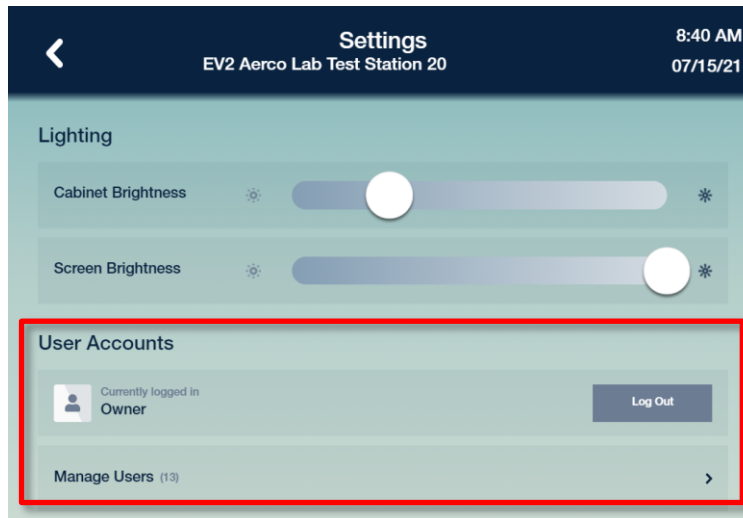 Settings
8:40 AM
EV2 Aerco Lab Test Station 20
07/15/21
Lighting
Cabinet Brightness
Screen Brightness
User Accounts
Currently logged in
Owner
Log Out
Manage Users (13)